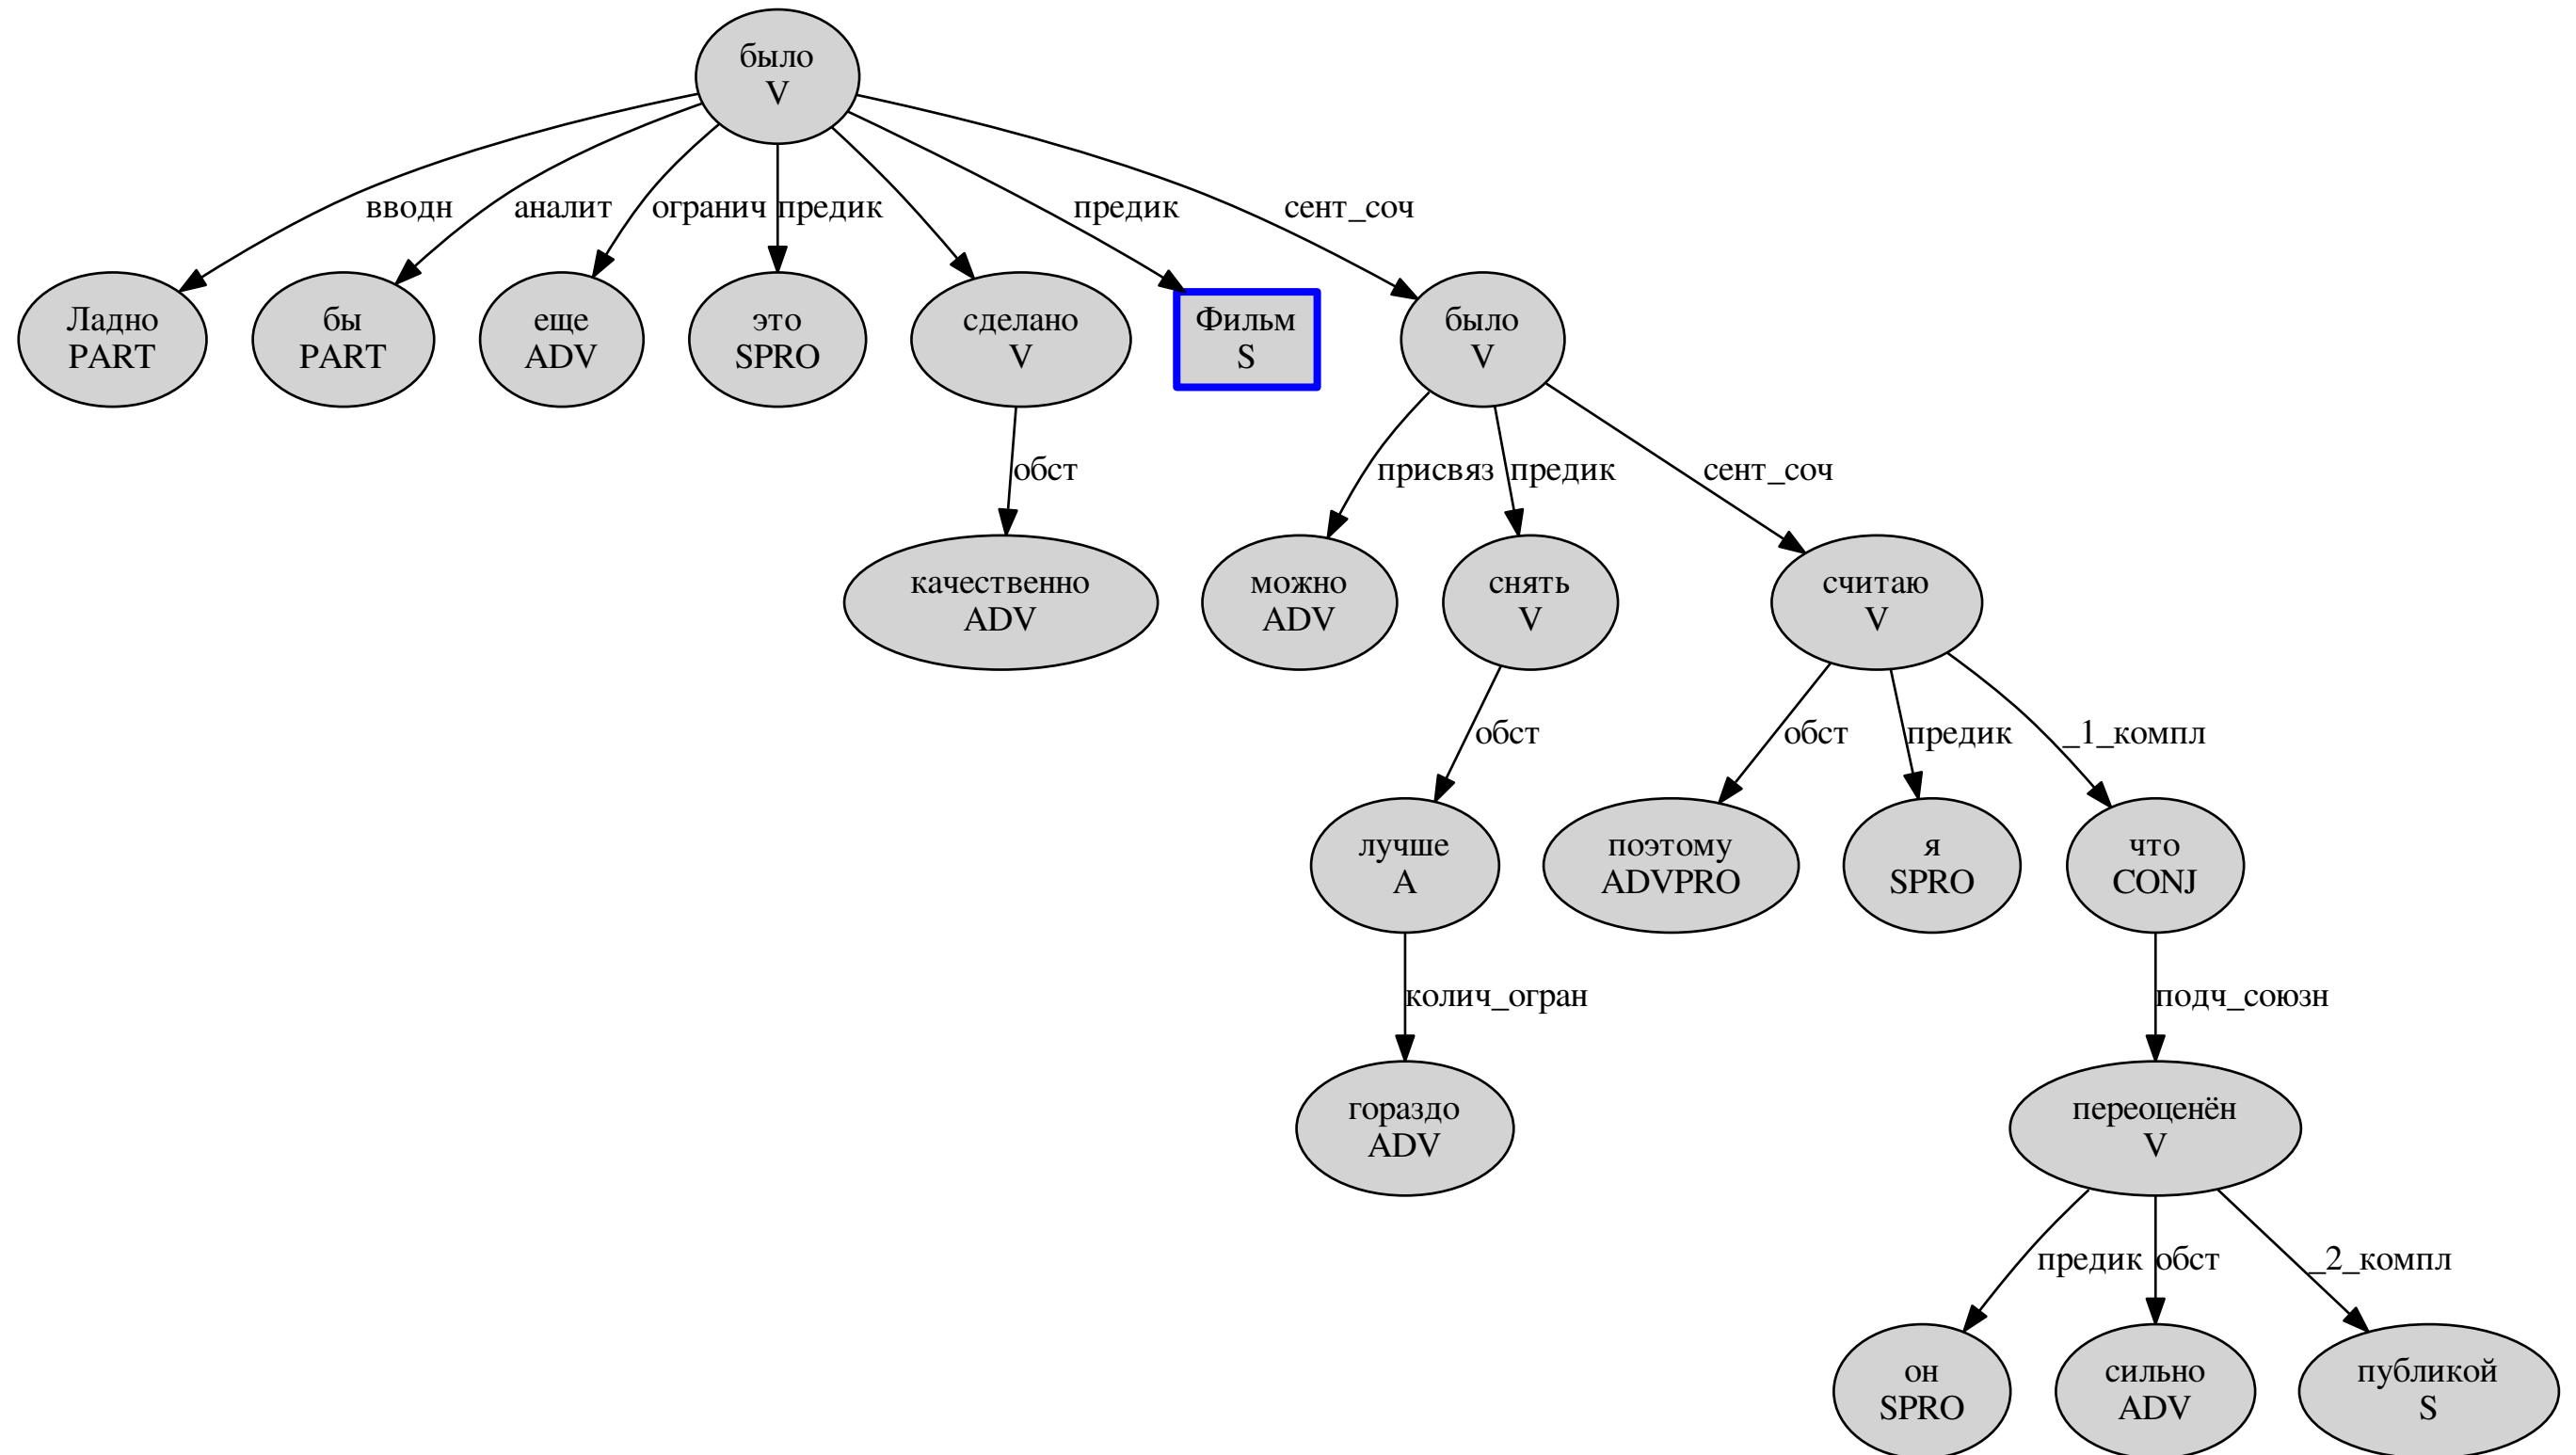 было
V
вводн
аналит
огранич
предик
предик
сент_соч
Ладно
PART
бы
PART
еще
ADV
это
SPRO
сделано
V
Фильм
S
было
V
обст
присвяз
предик
сент_соч
качественно
ADV
можно
ADV
снять
V
считаю
V
обст
обст
предик
_1_компл
лучше
A
поэтому
ADVPRO
я
SPRO
что
CONJ
колич_огран
подч_союзн
гораздо
ADV
переоценён
V
предик
обст
_2_компл
он
SPRO
сильно
ADV
публикой
S